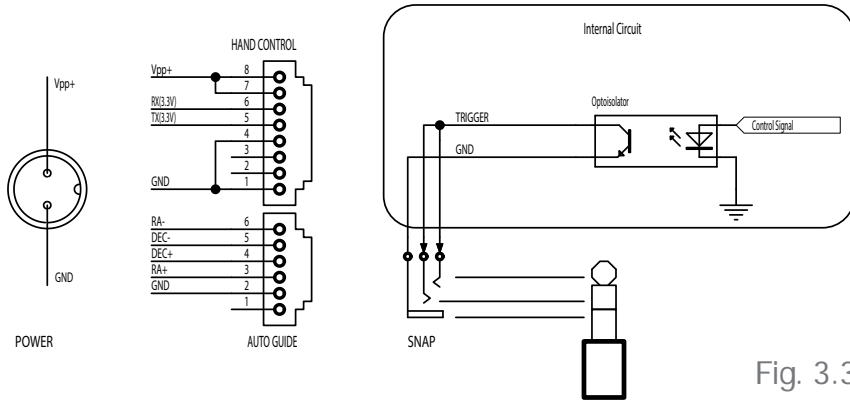 Vpp+
GND
POWER
HAND CONTROL
Vpp+ 8
7
RX(3.3V) 6
TX(3.3V) 5
4
3
2
GND 1
RA- 6
DEC- 5
DEC+ 4
RA+ 3
GND 2
1
AUTO GUIDE
Internal Circuit
Optoisolator
TRIGGER
GND
Control Signal
SNAP
Fig. 3.3